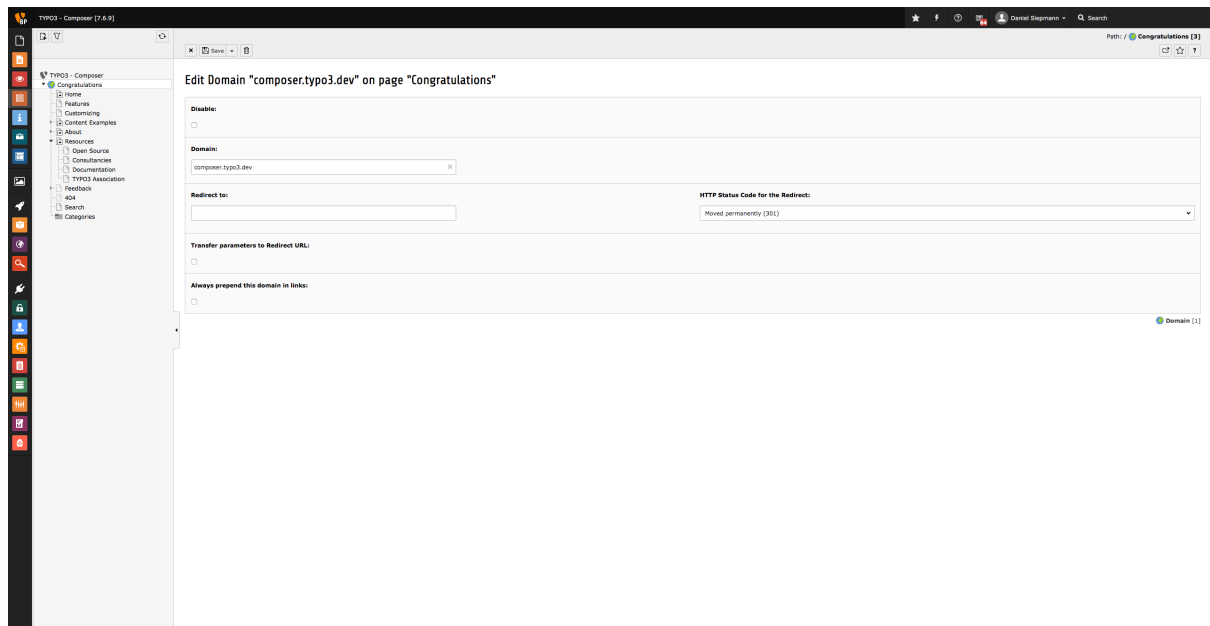 TYPO3 - Composer [7.6.9]
64
Daniel Siepmann
Search
Path: / Congratulations [3]
Save
?
TYPO3 - Composer
Congratulations
Home
Features
Customizing
Content Examples
About
Resources
Open Source
Consultancies
Documentation
TYPO3 Association
Feedback
404
Search
Categories
Edit Domain "composer.typo3.dev" on page "Congratulations"
Disable:
Domain:
composer.typo3.dev
Redirect to:
HTTP Status Code for the Redirect:
Moved permanently (301)
Transfer parameters to Redirect URL:
Always prepend this domain in links:
Domain [1]